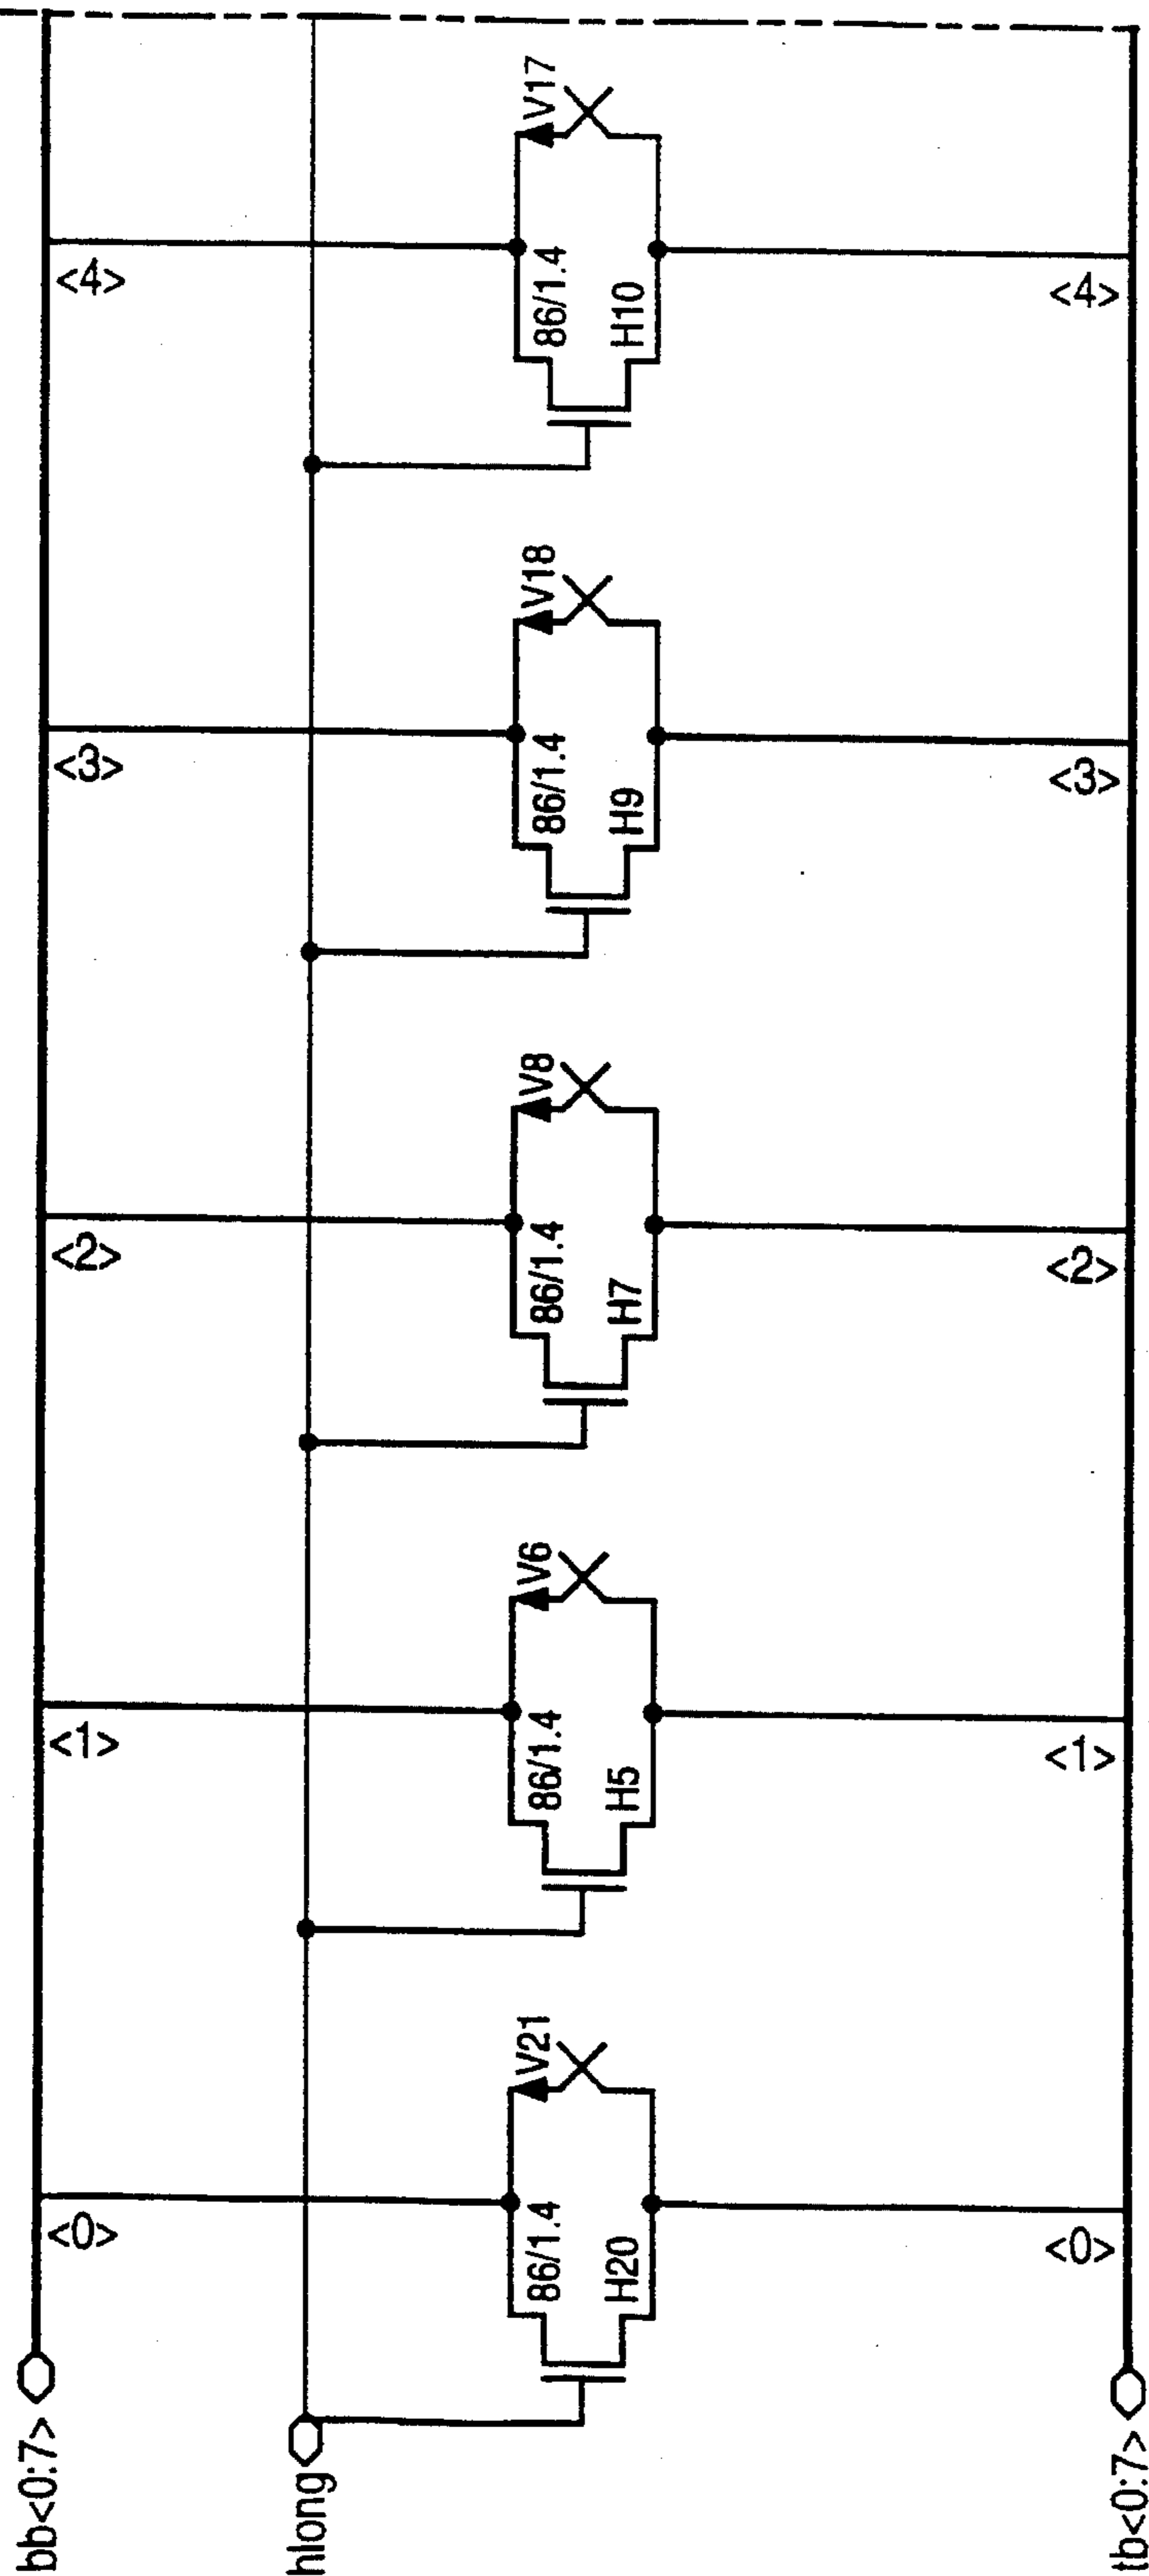 bb<0:7>
<0>
<1>
<2>
<3>
<4>
hlong
86/1.4
H20
V21
86/1.4
H5
V6
86/1.4
H7
V8
86/1.4
H9
V18
86/1.4
H10
V17
tb<0:7>
<0>
<1>
<2>
<3>
<4>